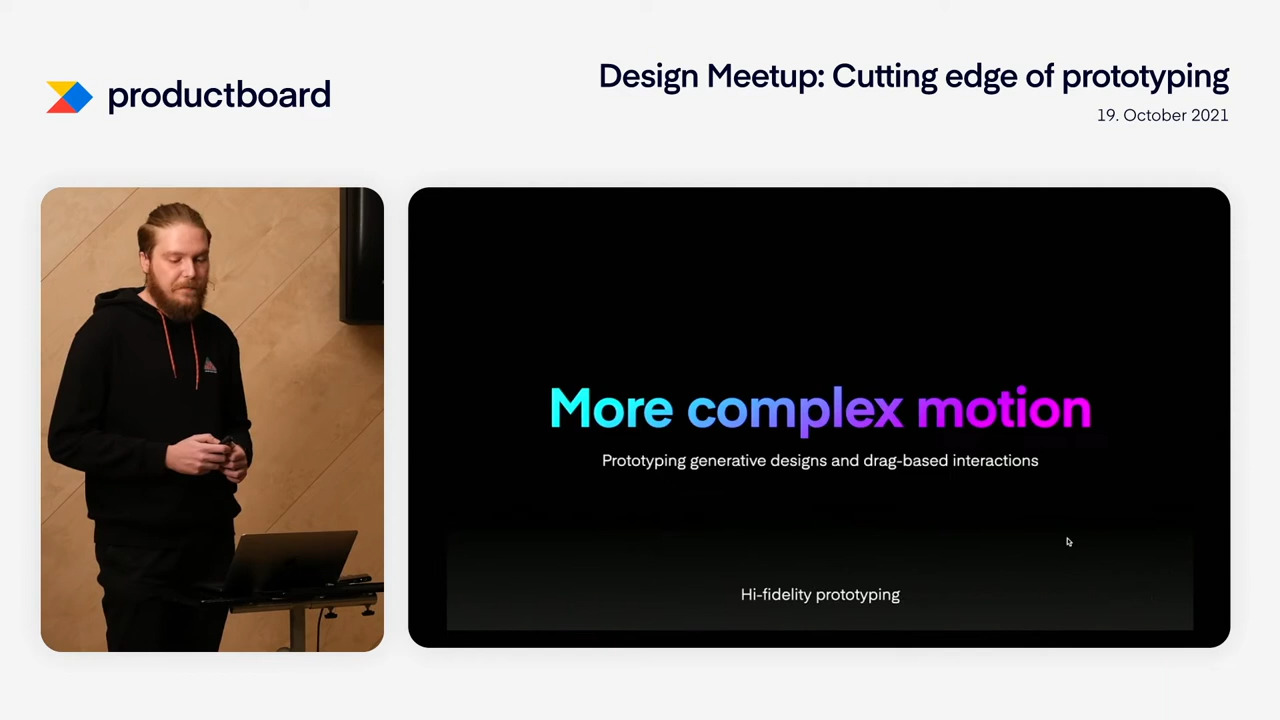 productboard
Design Meetup: Cutting edge of prototyping
19. October 2021
More complex motion
Prototyping generative designs and drag-based interactions
Hi-fidelity prototyping